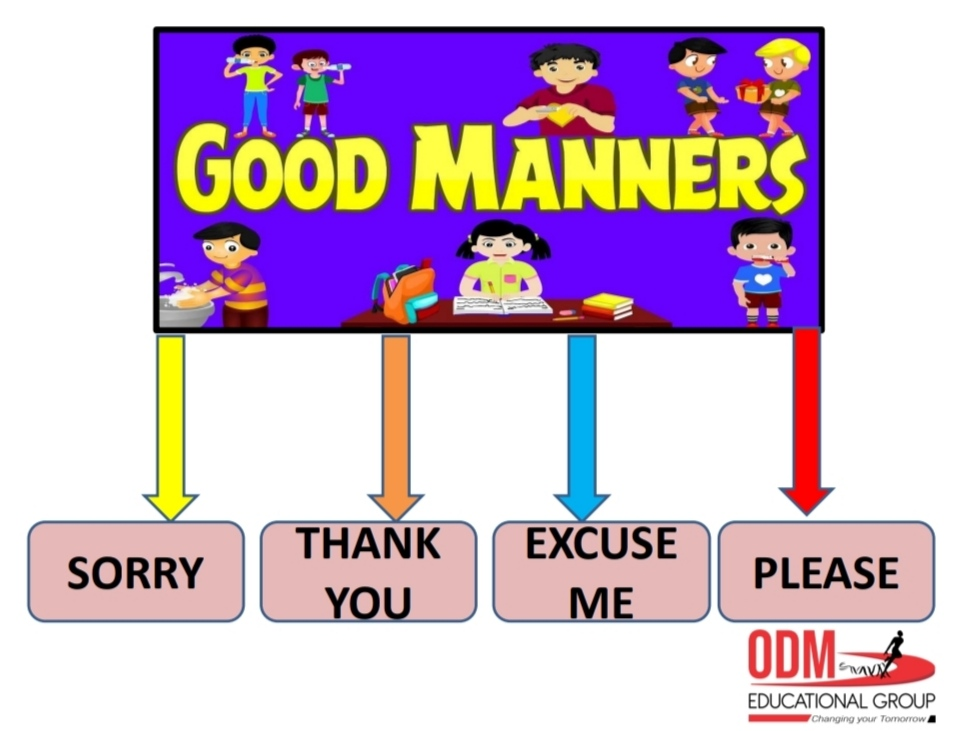 GOOD MANNERS
SORRY
THANK
YOU
EXCUSE
ME
PLEASE
ODM
EDUCATIONAL GROUP
Changing your Tomorrow